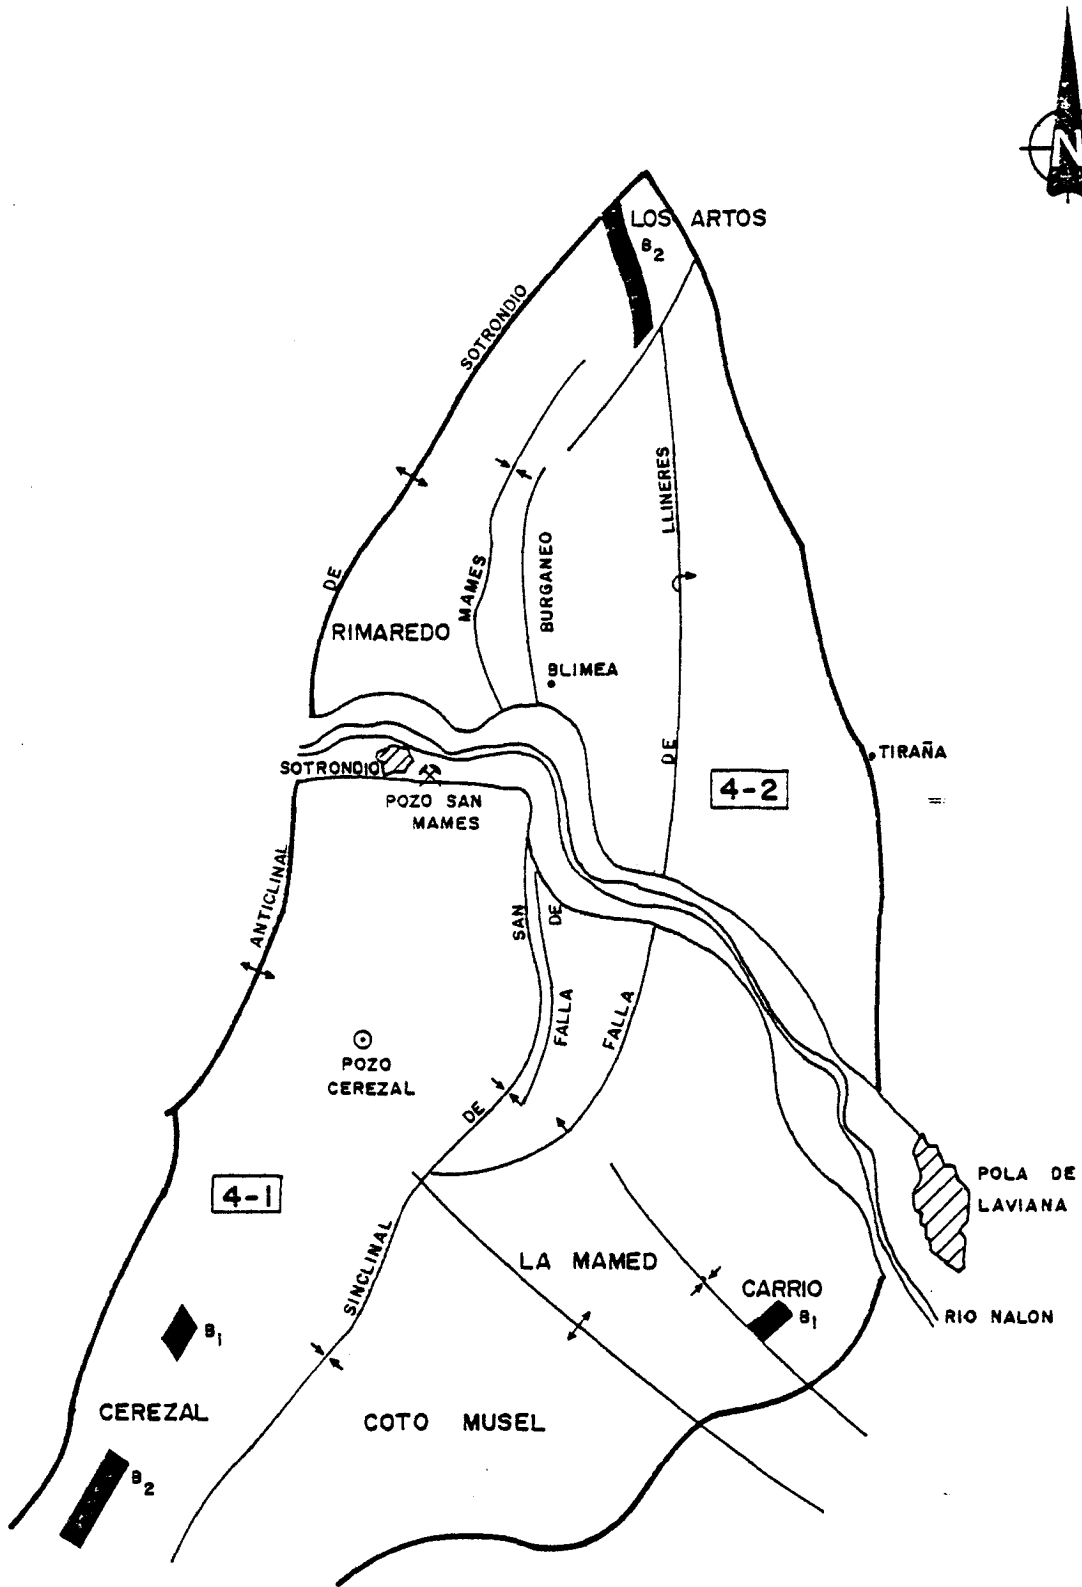 N
LOS ARTOS
B2
SOTRONDIO
DE
LLINERES
MAMES
BURGANEO
RIMAREDO
BLIMEA
DE
TIRAÑA
4-2
SOTRONDIO
POZO SAN
MAMES
ANTICLINAL
SAN
DE
FALLA
FALLA
POZO
CEREZAL
DE
4-1
POLA DE
LAVIANA
SINCLINAL
LA MAMED
CARRIO
B1
RIO NALON
B1
CEREZAL
COTO MUSEL
B2